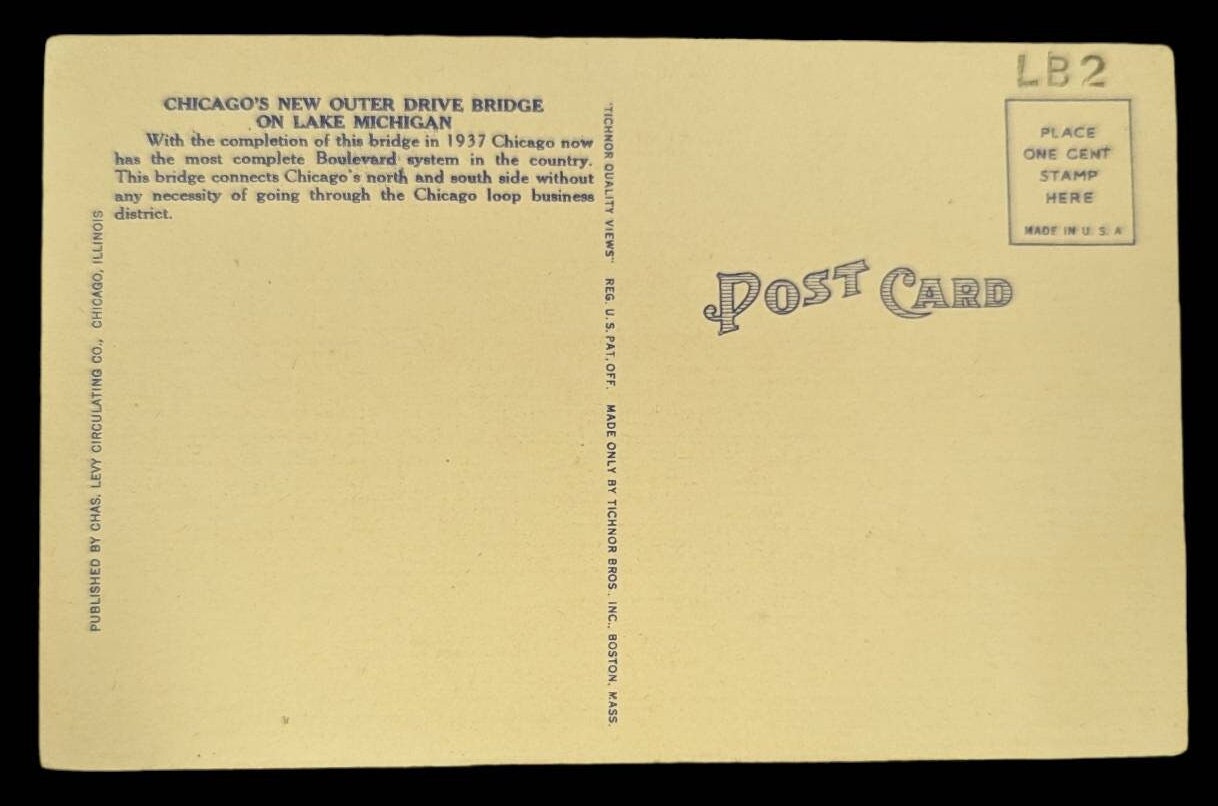 CHICAGO'S NEW OUTER DRIVE BRIDGE
ON LAKE MICHIGAN
With the completion of this bridge in 1937 Chicago now
has the most complete Boulevard system in the country.
This bridge connects Chicago's north and south side without
any necessity of going through the Chicago loop business
district.
PUBLISHED BY CHAS. LEVY CIRCULATING CO., CHICAGO, ILLINOIS
"TICHNOR QUALITY VIEWS" REG. U. S. PAT. OFF. MADE ONLY BY TICHNOR BROS., INC., BOSTON, MASS.
LB2
PLACE
ONE CENT
STAMP
HERE
MADE IN U. S. A
POST CARD